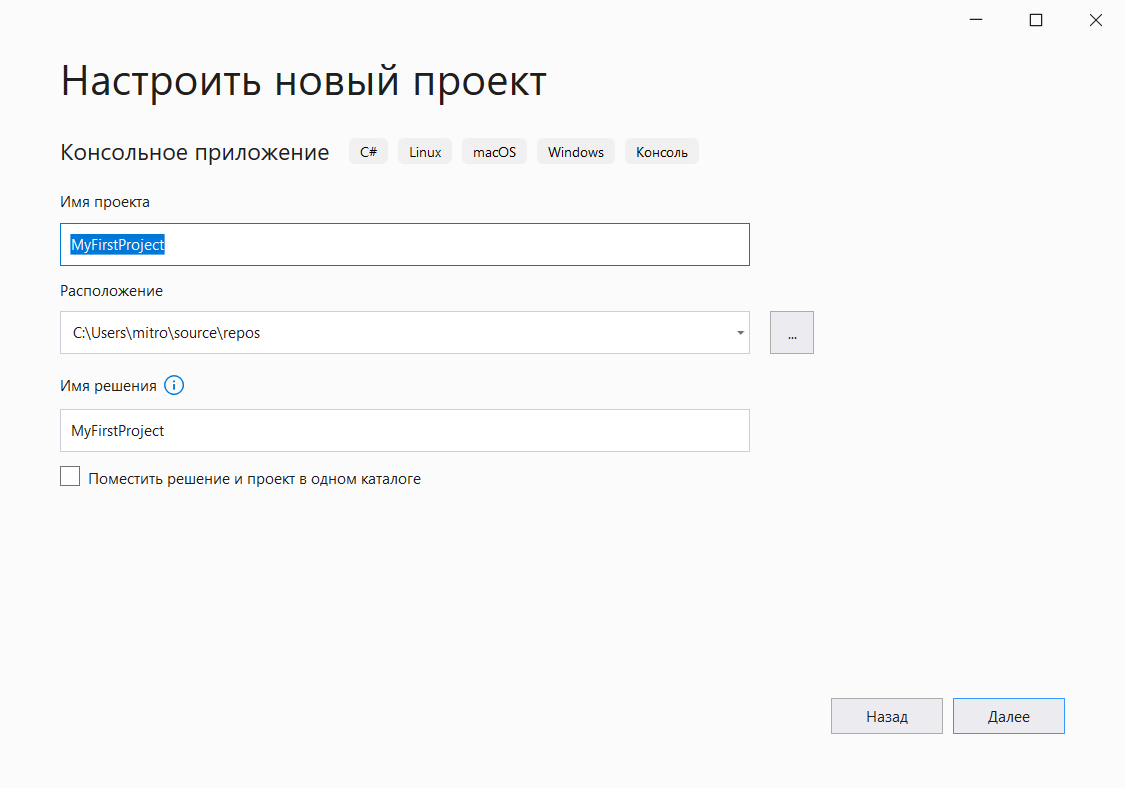 Настроить новый проект
Консольное приложение C# Linux macOS Windows Консоль
Имя проекта
MyFirstProject
Расположение
C:\Users\mitro\source\repos
...
Имя решения
MyFirstProject
Поместить решение и проект в одном каталоге
Назад Далее